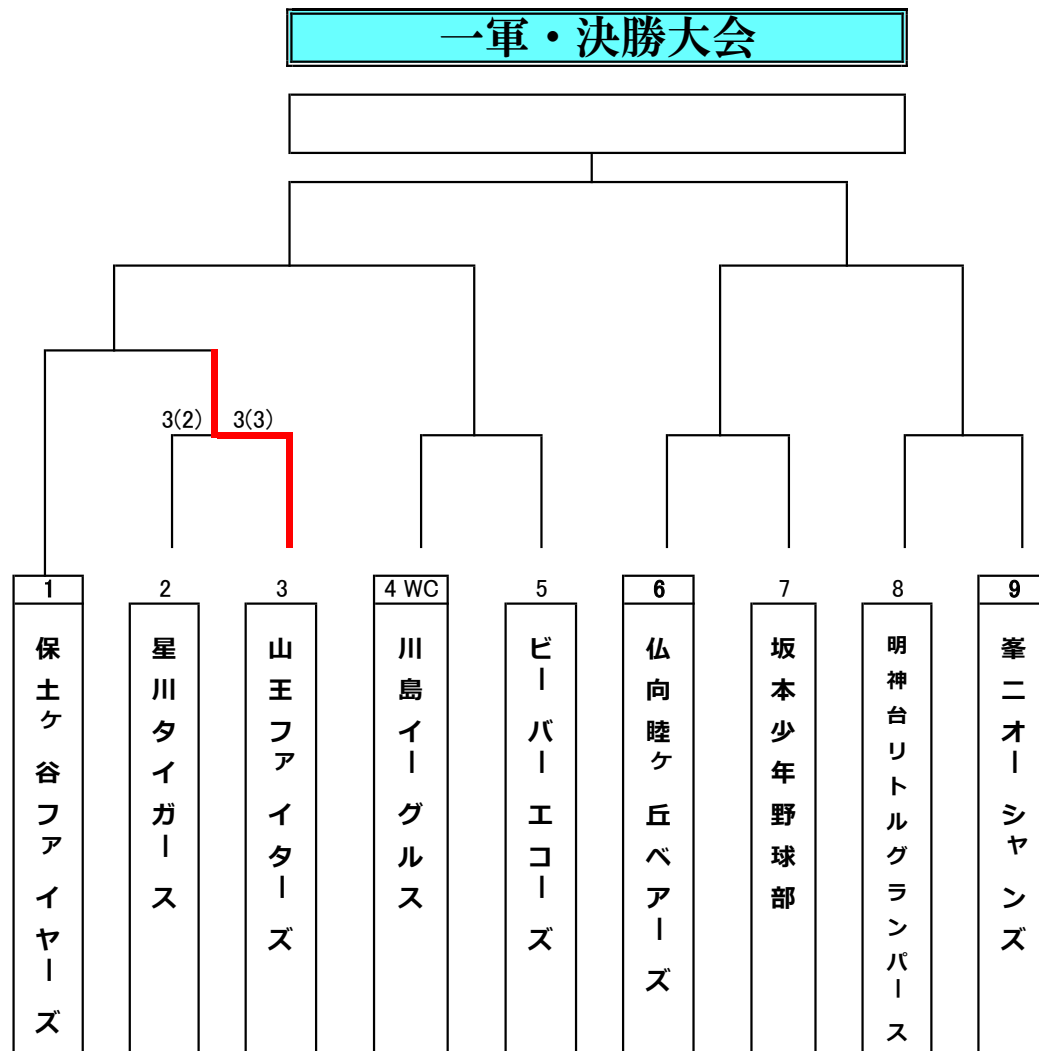 一軍・決勝大会
3(2) 3(3)
1
2
3
4 WC
5
6
7
8
9
保土ヶ谷ファイヤーズ
星川タイガース
山王ファイターズ
川島イーグルス
ビーバーエコーズ
仏向睦ヶ丘ベアーズ
坂本少年野球部
明神台リトルグランパース
峯二オーシャンズ